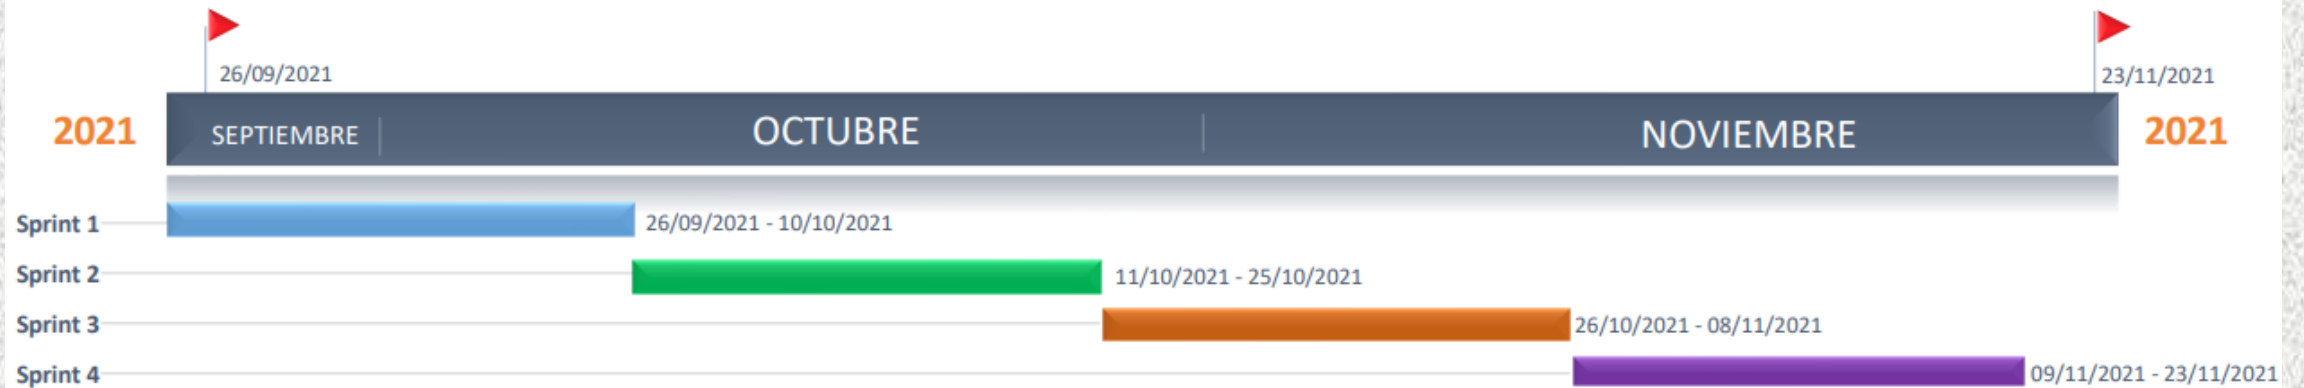 26/09/2021
23/11/2021
2021 SEPTIEMBRE OCTUBRE NOVIEMBRE 2021
Sprint 1 26/09/2021 - 10/10/2021
Sprint 2 11/10/2021 - 25/10/2021
Sprint 3 26/10/2021 - 08/11/2021
Sprint 4 09/11/2021 - 23/11/2021